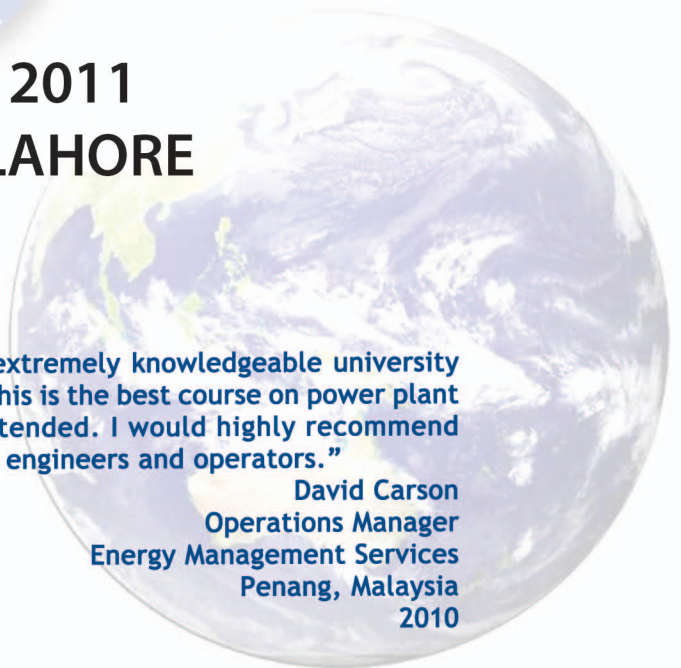 2011
LAHORE
extremely knowledgeable university
his is the best course on power plant
tended. I would highly recommend
engineers and operators.”
David Carson
Operations Manager
Energy Management Services
Penang, Malaysia
2010